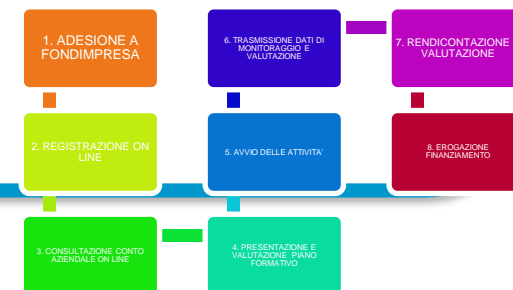 1. ADESIONE A
FONDIMPRESA
2. REGISTRAZIONE ON
LINE
3. CONSULTAZIONE CONTO
AZIENDALE ON LINE
4. PRESENTAZIONE E
VALUTAZIONE PIANO
FORMATIVO
5. AVVIO DELLE ATTIVITA'
6. TRASMISSIONE DATI DI
MONITORAGGIO E
VALUTAZIONE
7. RENDICONTAZIONE
VALUTAZIONE
8. EROGAZIONE
FINANZIAMENTO